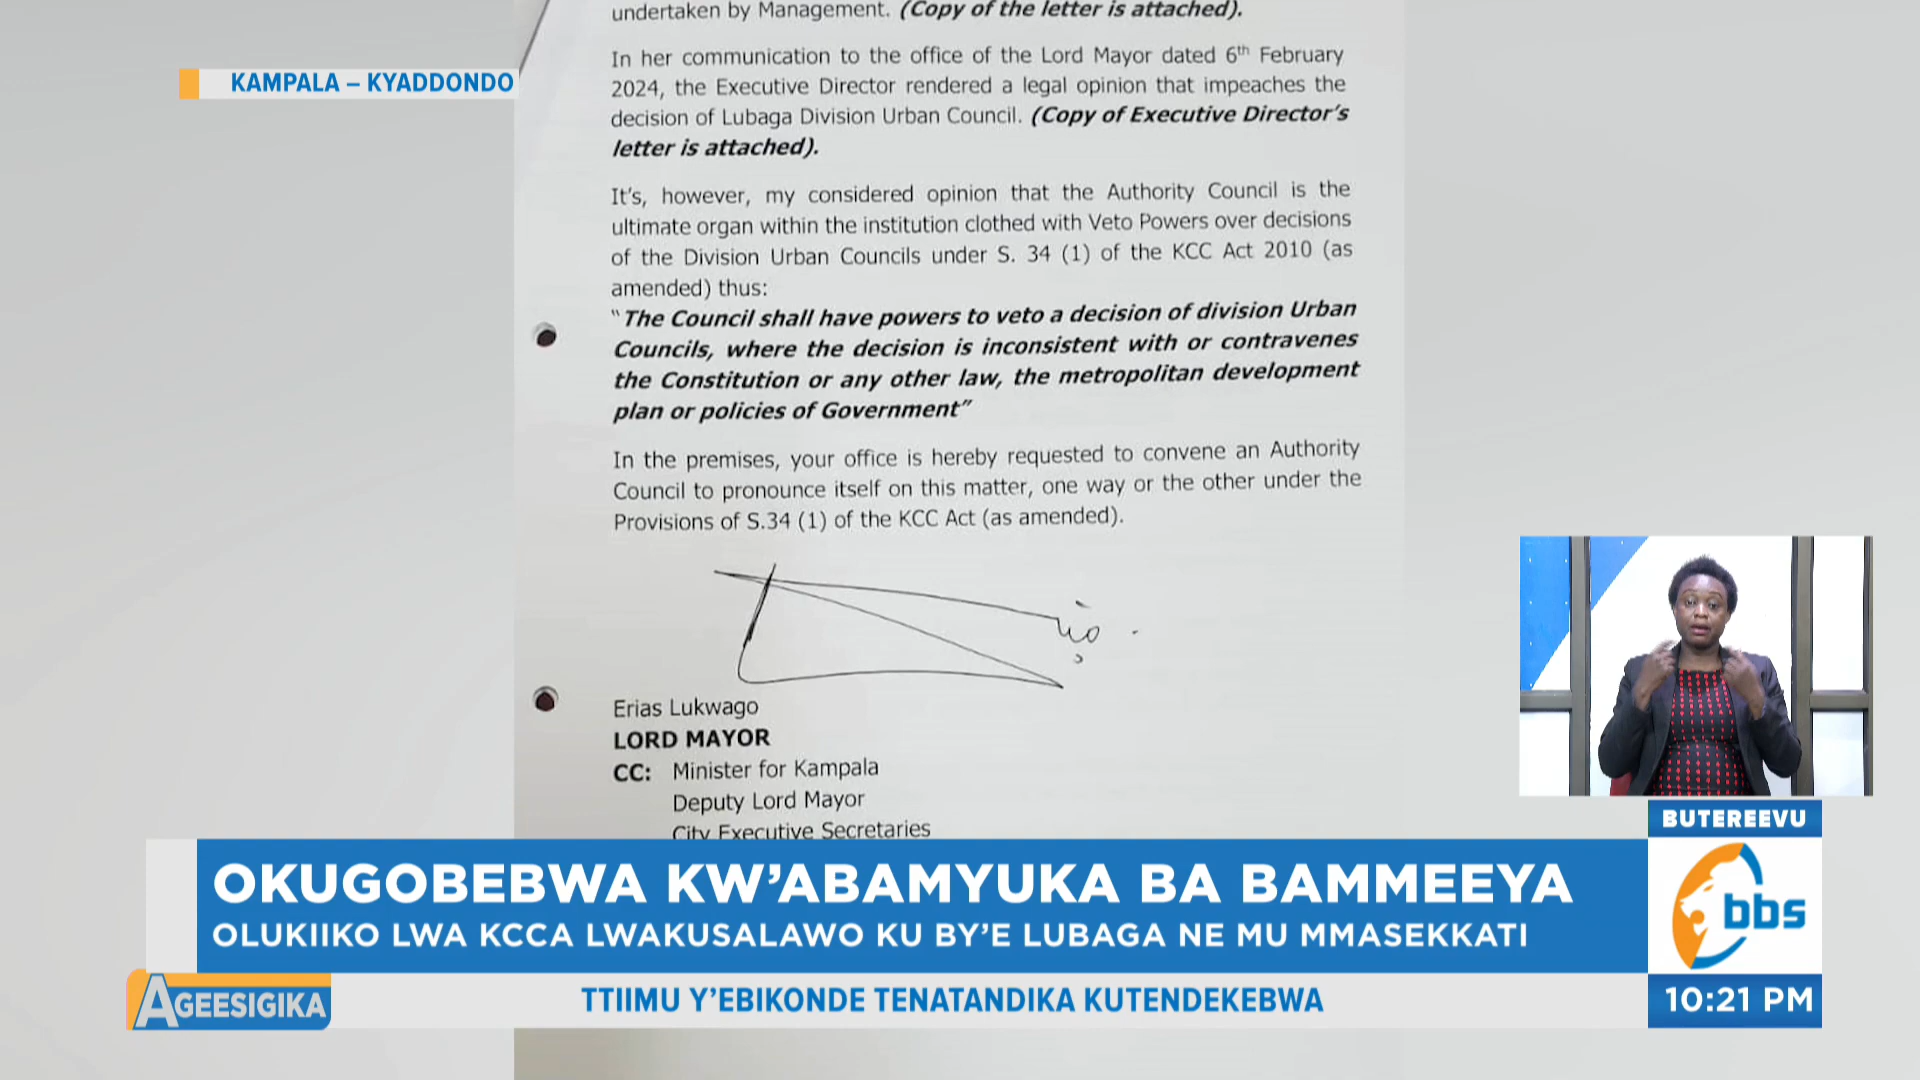 undertaken by Management. (Copy of the letter is attached).
KAMPALA – KYADDONDO
In her communication to the office of the Lord Mayor dated 6th February
2024, the Executive Director rendered a legal opinion that impeaches the
decision of Lubaga Division Urban Council. (Copy of Executive Director's
letter is attached).
It's, however, my considered opinion that the Authority Council is the
ultimate organ within the institution clothed with Veto Powers over decisions
of the Division Urban Councils under S. 34 (1) of the KCC Act 2010 (as
amended) thus:
"The Council shall have powers to veto a decision of division Urban
Councils, where the decision is inconsistent with or contravenes
the Constitution or any other law, the metropolitan development
plan or policies of Government"
In the premises, your office is hereby requested to convene an Authority
Council to pronounce itself on this matter, one way or the other under the
Provisions of S.34 (1) of the KCC Act (as amended).
Erias Lukwago
LORD MAYOR
CC: Minister for Kampala
Deputy Lord Mayor
City Executive Secretaries
BUTEREEVU
OKUGOBEBWA KW'ABAMYUKA BA BAMMEEYA
OLUKIIKO LWA KCCA LWAKUSALAWO KU BY'E LUBAGA NE MU MMASEKKATI
bbs
AGEESIGIKA
TTIIMU Y'EBIKONDE TENATANDIKA KUTENDEKEBWA
10:21 PM